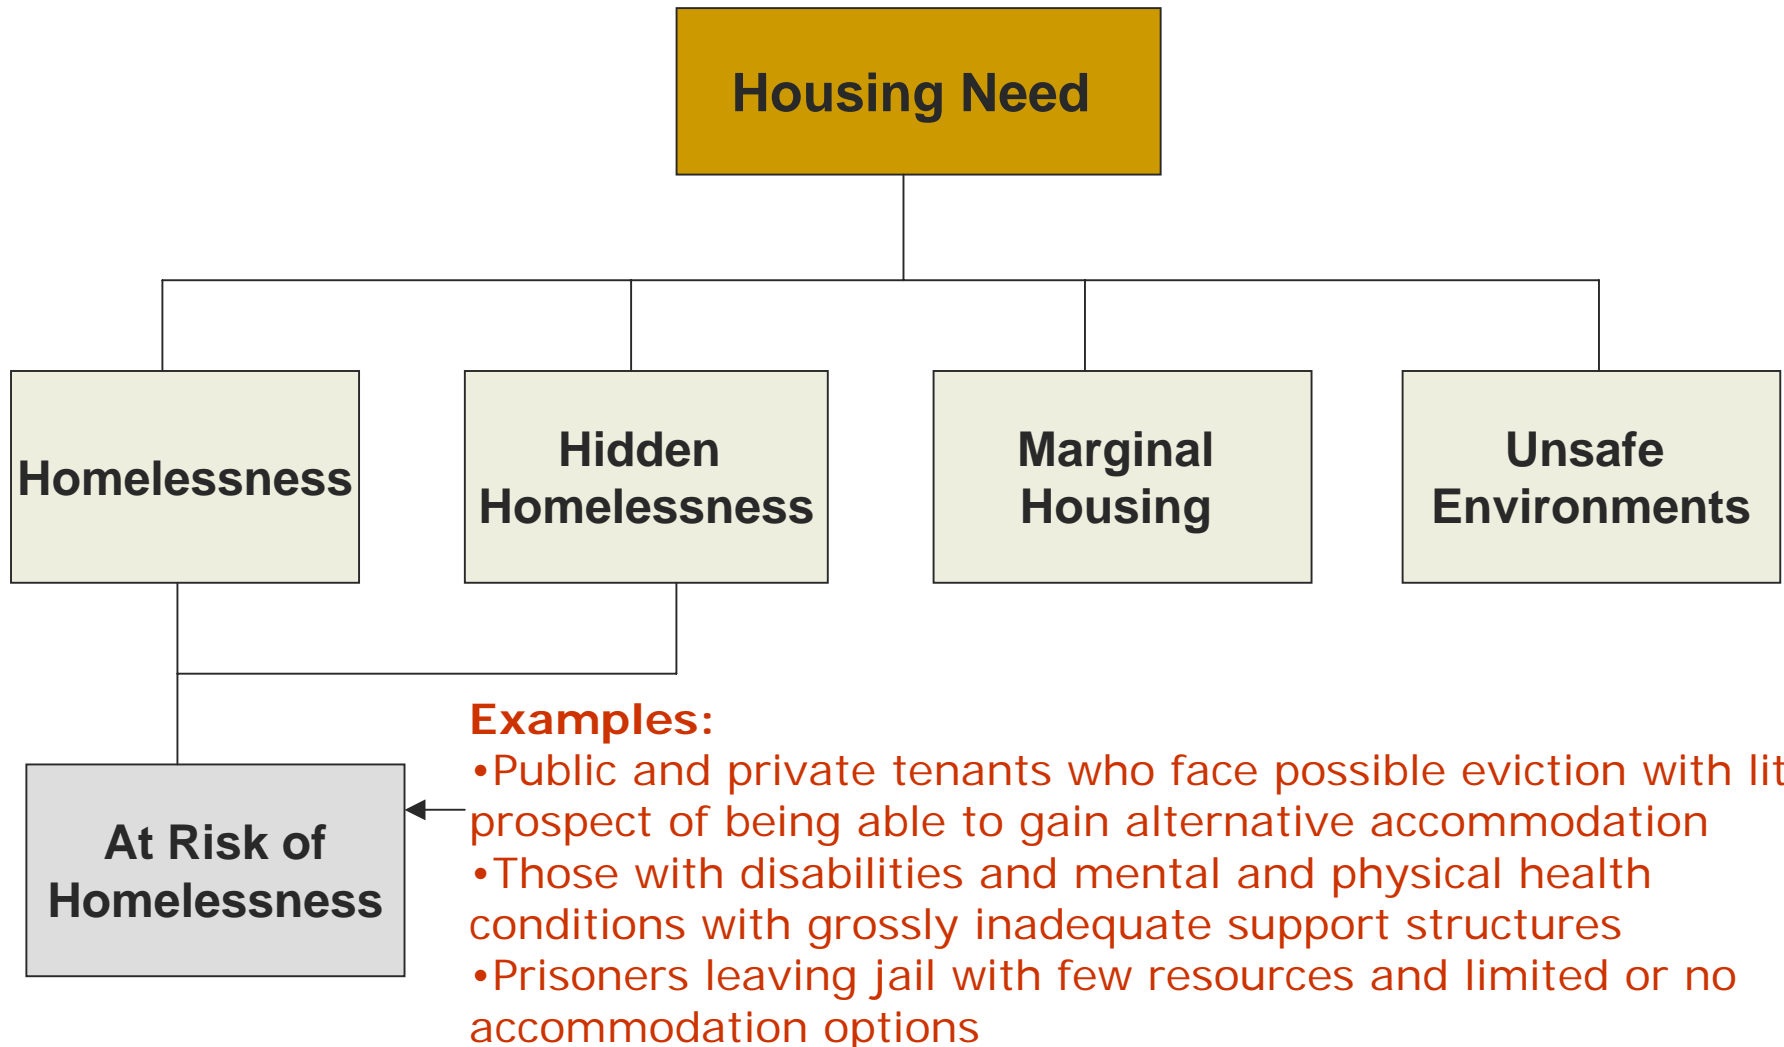 Housing Need
Homelessness
Hidden
Homelessness
Marginal
Housing
Unsafe
Environments
At Risk of
Homelessness
Examples:
•Public and private tenants who face possible eviction with lit
prospect of being able to gain alternative accommodation
•Those with disabilities and mental and physical health
conditions with grossly inadequate support structures
•Prisoners leaving jail with few resources and limited or no
accommodation options